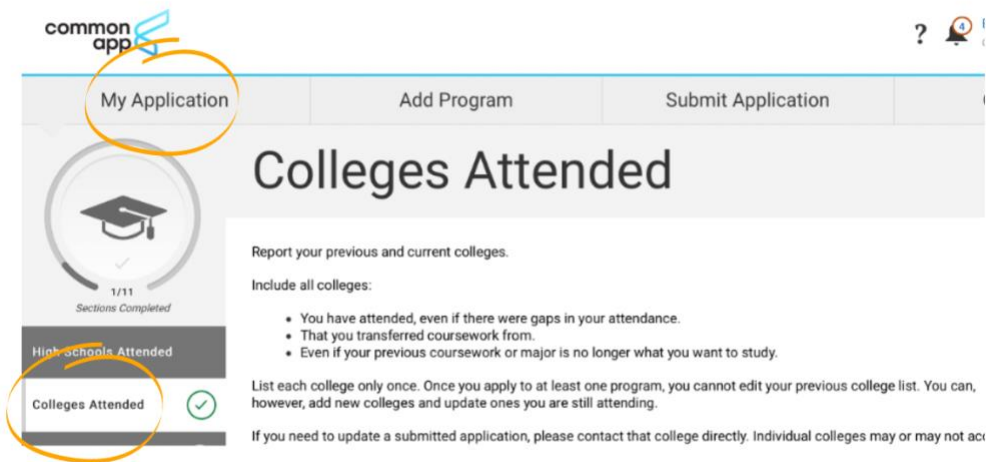 common
app
?
4
My Application
Add Program
Submit Application
Colleges Attended
1/11
Sections Completed
High Schools Attended
Colleges Attended
Report your previous and current colleges.
Include all colleges:
• You have attended, even if there were gaps in your attendance.
• That you transferred coursework from.
• Even if your previous coursework or major is no longer what you want to study.
List each college only once. Once you apply to at least one program, you cannot edit your previous college list. You can,
however, add new colleges and update ones you are still attending.
If you need to update a submitted application, please contact that college directly. Individual colleges may or may not